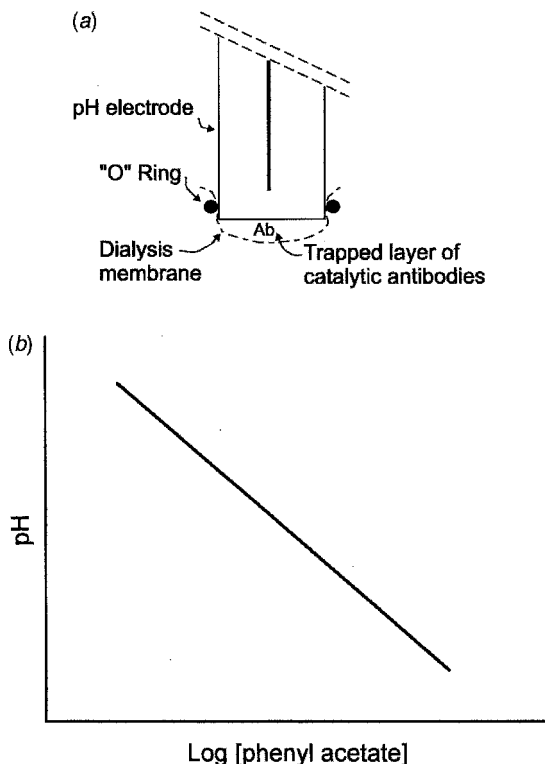 (a)
pH electrode
"O" Ring
Ab
Dialysis
membrane
Trapped layer of
catalytic antibodies
(b)
pH
Log [phenyl acetate]